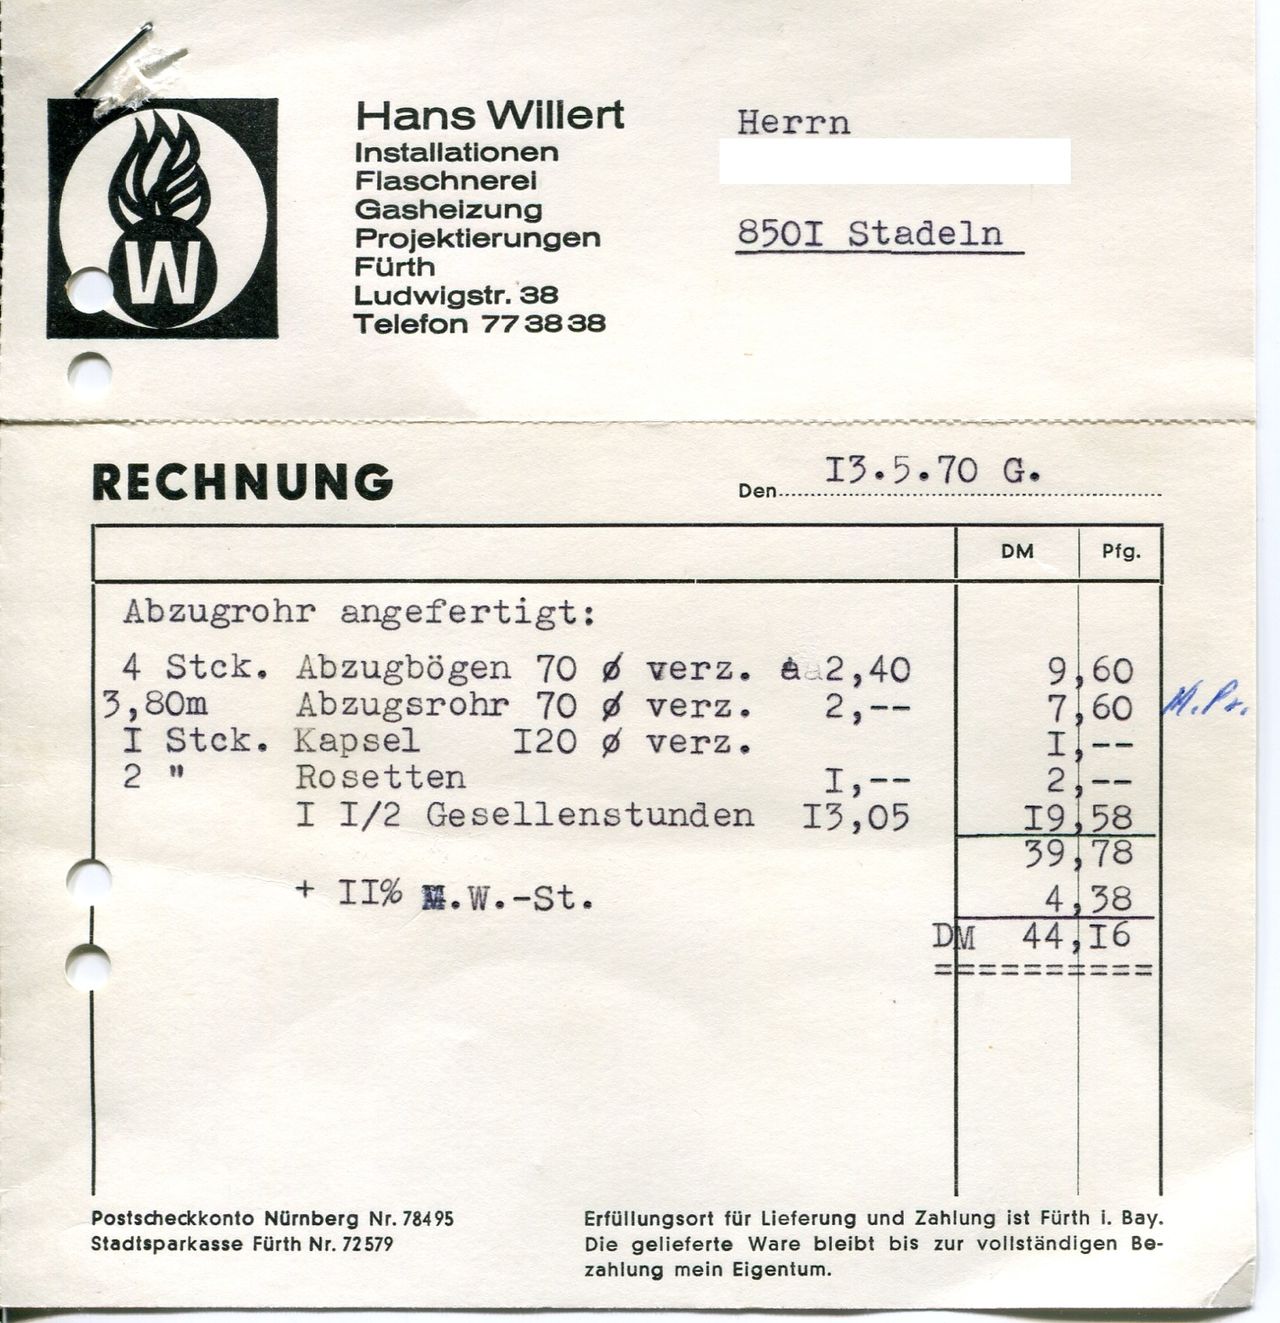 Hans Willert
Installationen
Flaschnerei
Gasheizung
Projektierungen
Fürth
Ludwigstr. 38
Telefon 77 38 38
W
Herrn
850I Stadeln
RECHNUNG
Den I3.5.70 G.
DM Pfg.
Abzugrohr angefertigt:
4 Stck. Abzugbögen 70 ø verz. a 2,40 9,60
3,80m Abzugsrohr 70 ø verz. 2,-- 7,60 M.Pr.
I Stck. Kapsel I20 ø verz. I,--
2 " Rosetten I,-- 2,--
I I/2 Gesellenstunden I3,05 I9,58
39,78
+ II% M.W.-St. 4,38
DM 44,I6
==========
Postscheckkonto Nürnberg Nr. 78495
Stadtsparkasse Fürth Nr. 72579
Erfüllungsort für Lieferung und Zahlung ist Fürth i. Bay.
Die gelieferte Ware bleibt bis zur vollständigen Be-
zahlung mein Eigentum.